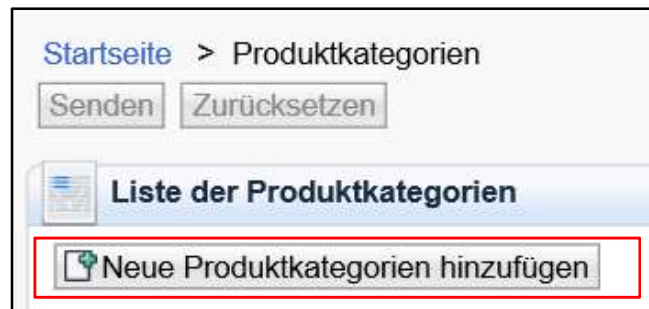 Startseite > Produktkategorien
Senden Zurücksetzen
Liste der Produktkategorien
Neue Produktkategorien hinzufügen